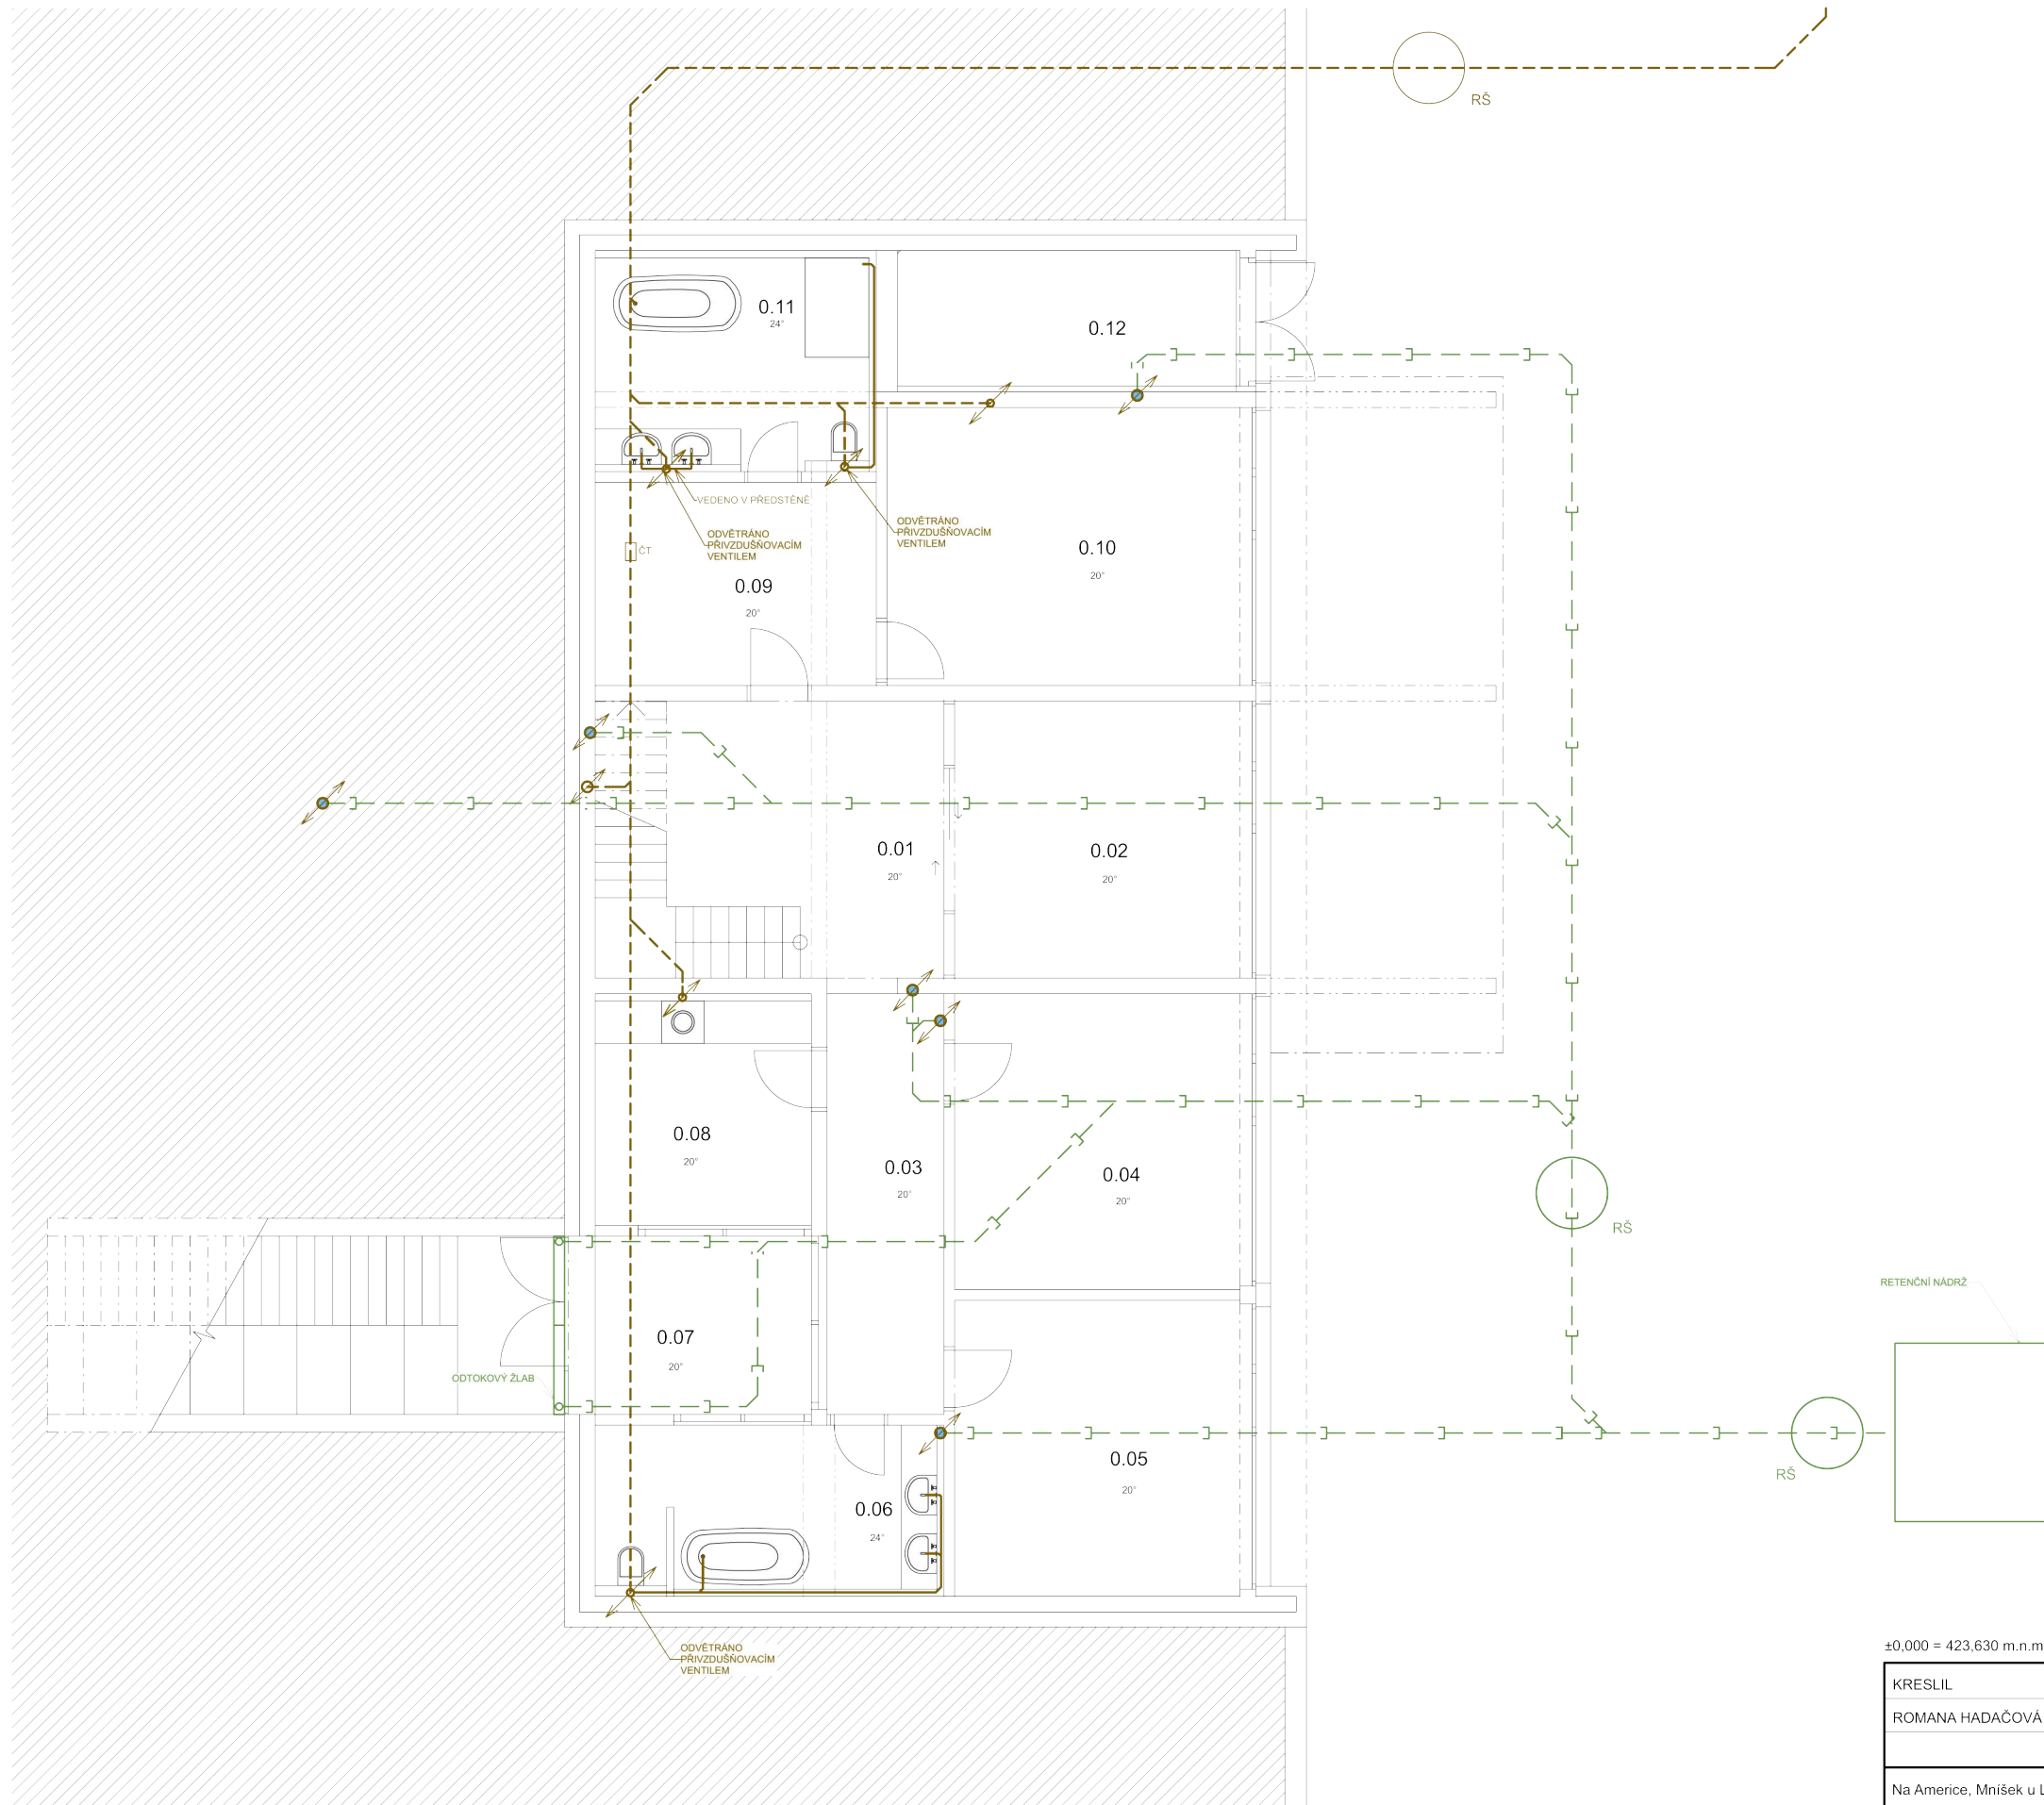 RŠ
0.11
24°
0.12
VEDENO V PŘEDSTĚNĚ
ODVĚTRÁNO
PŘIVZDUŠŇOVACÍM
VENTILEM
ODVĚTRÁNO
PŘIVZDUŠŇOVACÍM
VENTILEM
ČT
0.10
20°
0.09
20°
0.01
20°
0.02
20°
0.08
20°
0.03
20°
0.04
20°
RŠ
RETENČNÍ NÁDRŽ
0.07
20°
ODTOKOVÝ ŽLAB
0.05
20°
RŠ
0.06
24°
ODVĚTRÁNO
PŘIVZDUŠŇOVACÍM
VENTILEM
±0,000 = 423,630 m.n.m
KRESLIL
ROMANA HADAČOVÁ
Na Americe, Mníšek u L